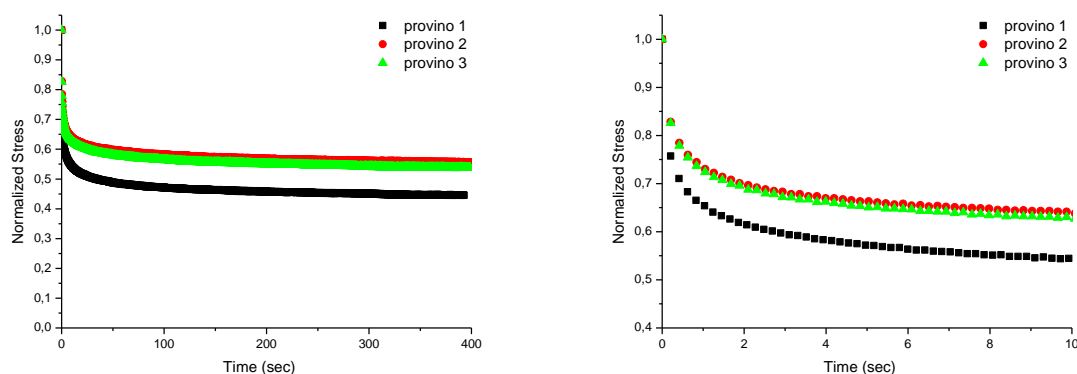 provino 1
provino 2
provino 3
1,0
0,9
0,8
0,7
0,6
0,5
0,4
0,3
0,2
0,1
0,0
Normalized Stress
0
100
200
300
400
Time (sec)
provino 1
provino 2
provino 3
1,0
0,9
0,8
0,7
0,6
0,5
0,4
Normalized Stress
0
2
4
6
8
10
Time (sec)